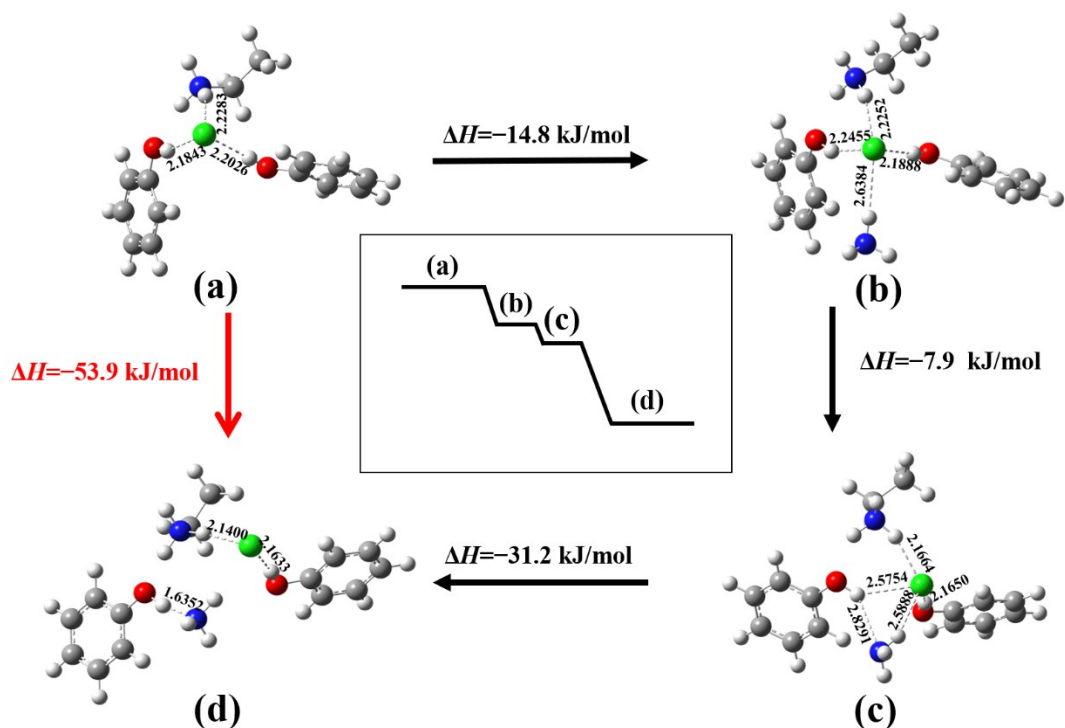 2.2283
2.1843
2.2026
(a)
ΔH=−14.8 kJ/mol
2.2252
2.2455
2.1888
2.6384
(b)
(a)
(b)
(c)
(d)
ΔH=−53.9 kJ/mol
ΔH=−7.9 kJ/mol
2.1400
2.1633
1.6352
(d)
ΔH=−31.2 kJ/mol
2.1664
2.5754
2.1650
2.5888
2.8291
(c)